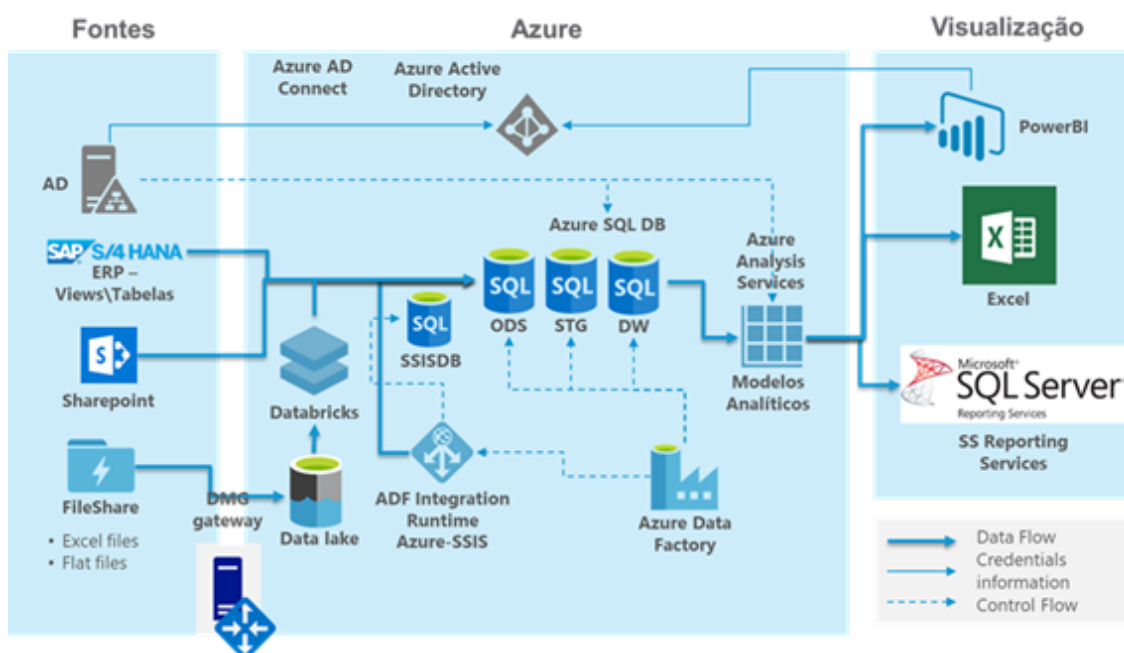 Fontes
Azure
Visualização
Azure AD
Connect
Azure Active
Directory
PowerBI
AD
Azure SQL DB
SAP S/4 HANA
ERP –
Views\Tabelas
Azure
Analysis
Services
X
Excel
SQL
SQL
SQL
ODS
STG
DW
SQL
SSISDB
S
Sharepoint
Databricks
Modelos
Analíticos
Microsoft®
SQL Server
Reporting Services
SS Reporting
Services
FileShare
• Excel files
• Flat files
DMG
gateway
Data lake
ADF Integration
Runtime
Azure-SSIS
Azure Data
Factory
Data Flow
Credentials
information
Control Flow